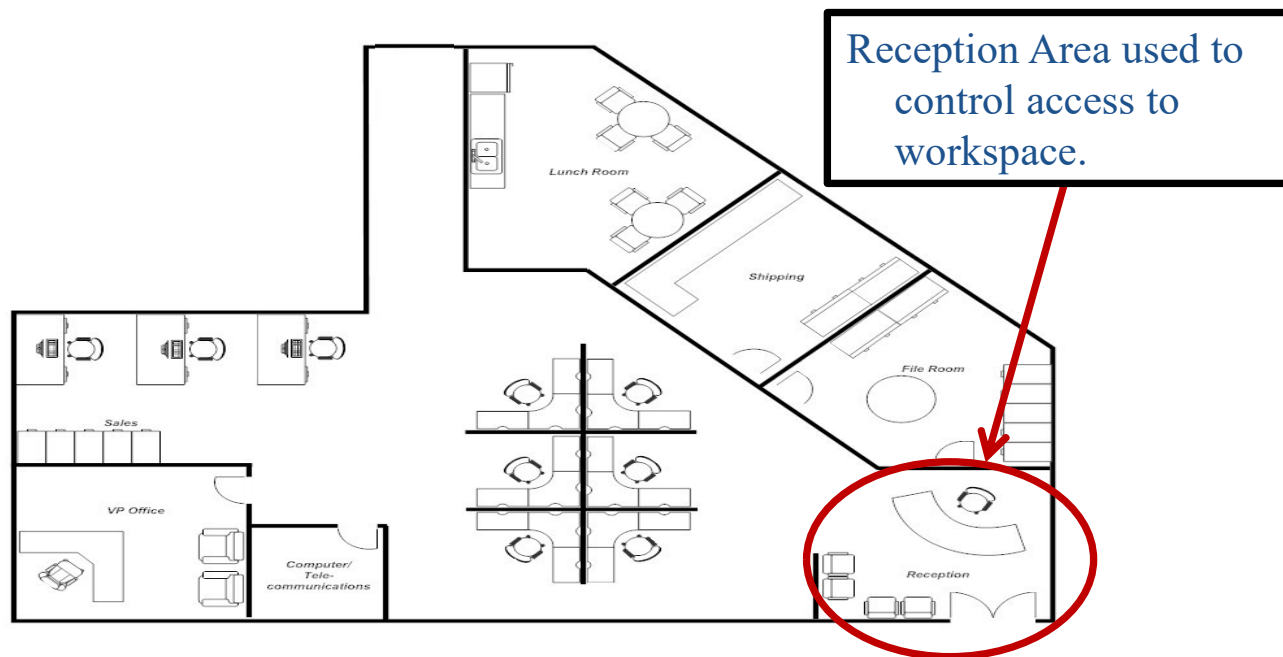 Reception Area used to
control access to
workspace.
Lunch Room
Shipping
File Room
Sales
VP Office
Computer/
Tele-
communications
Reception